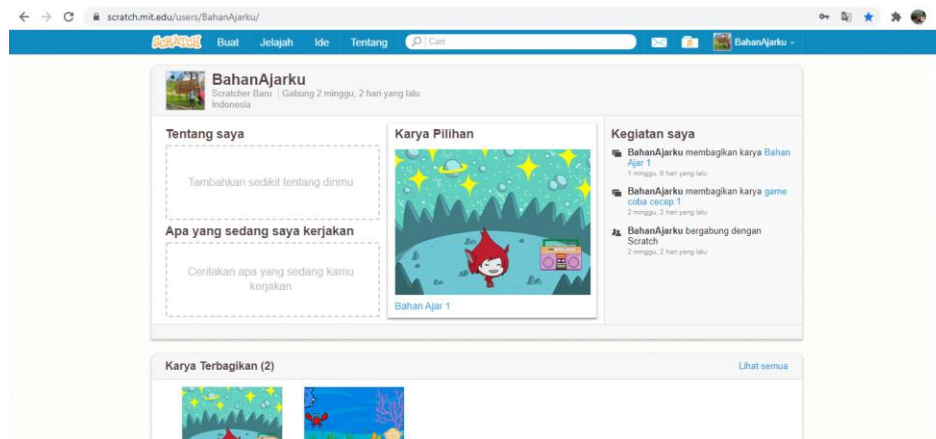 scratch.mit.edu/users/BahanAjarku/
SCRATCH Buat Jelajah Ide Tentang Cari BahanAjarku
BahanAjarku
Scratcher Baru Gabung 2 minggu, 2 hari yang lalu
Indonesia
Tentang saya
Tambahkan sedikit tentang dirimu
Apa yang sedang saya kerjakan
Ceritakan apa yang sedang kamu
kerjakan
Karya Pilihan
Bahan Ajar 1
Kegiatan saya
BahanAjarku membagikan karya Bahan
Ajar 1
1 minggu, 6 hari yang lalu
BahanAjarku membagikan karya game
coba cecep 1
2 minggu, 2 hari yang lalu
BahanAjarku bergabung dengan
Scratch
2 minggu, 2 hari yang lalu
Karya Terbagikan (2)
Lihat semua